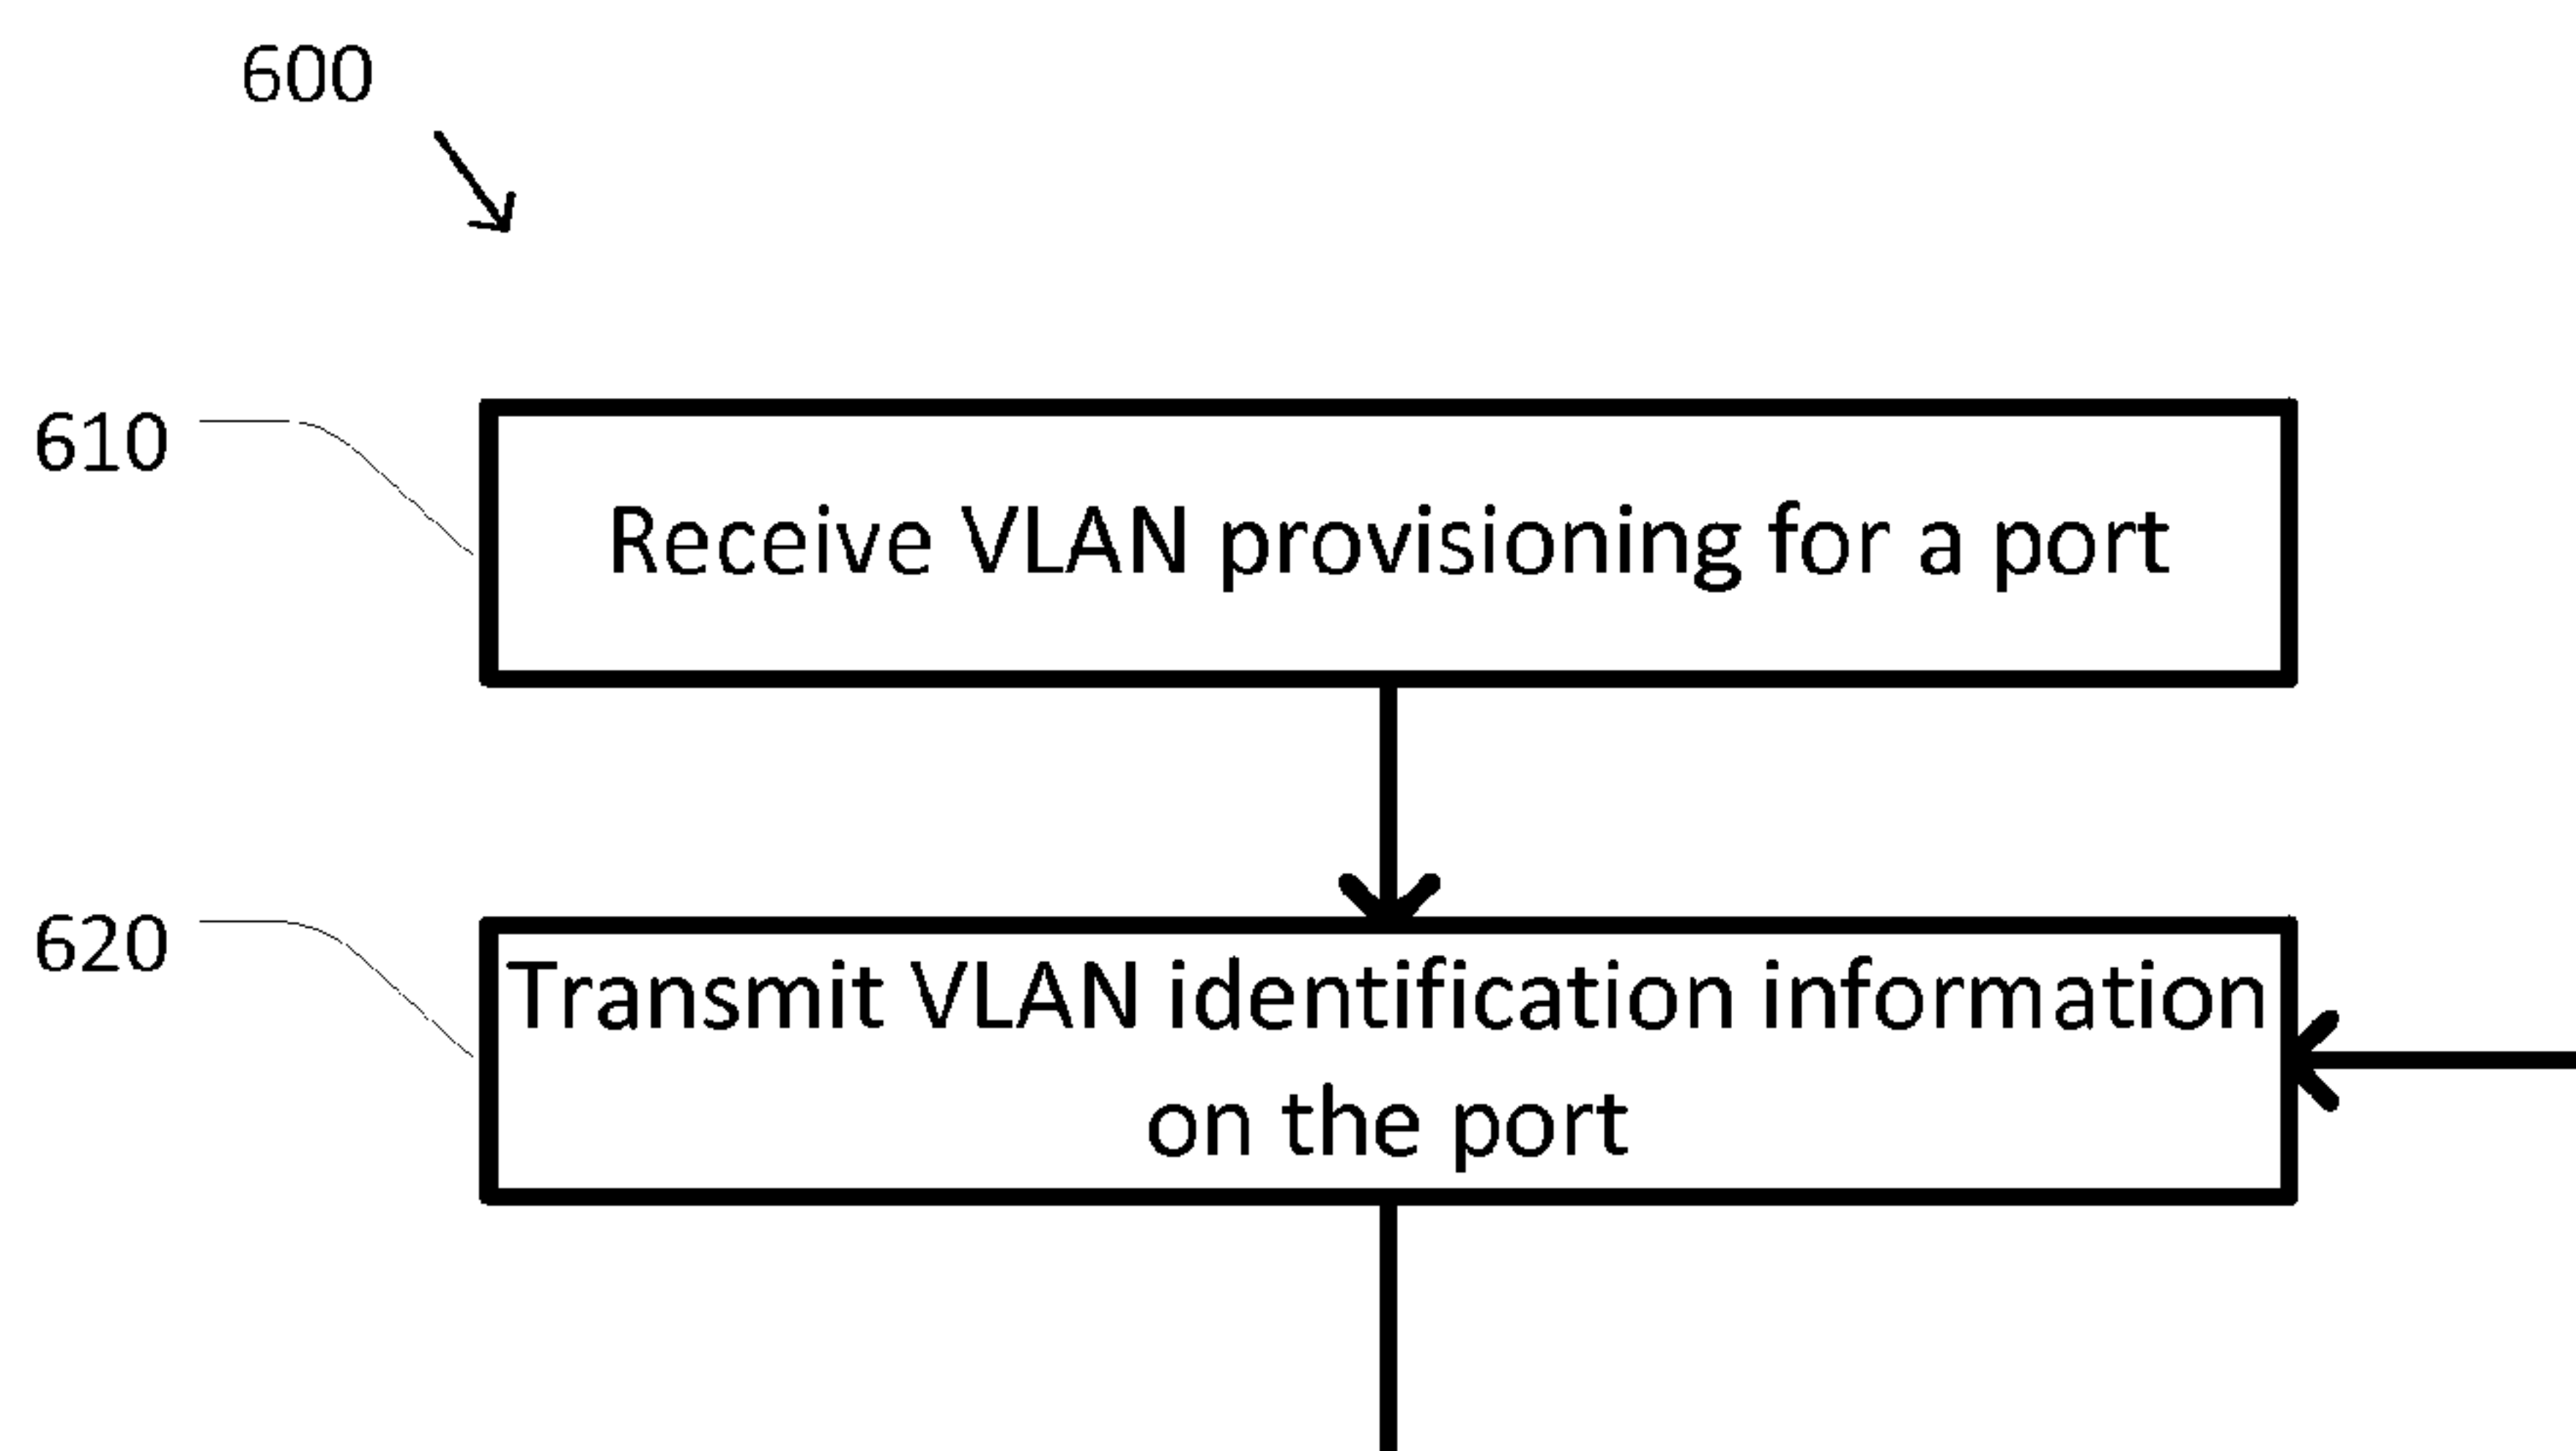 600
610
Receive VLAN provisioning for a port
620
Transmit VLAN identification information
on the port